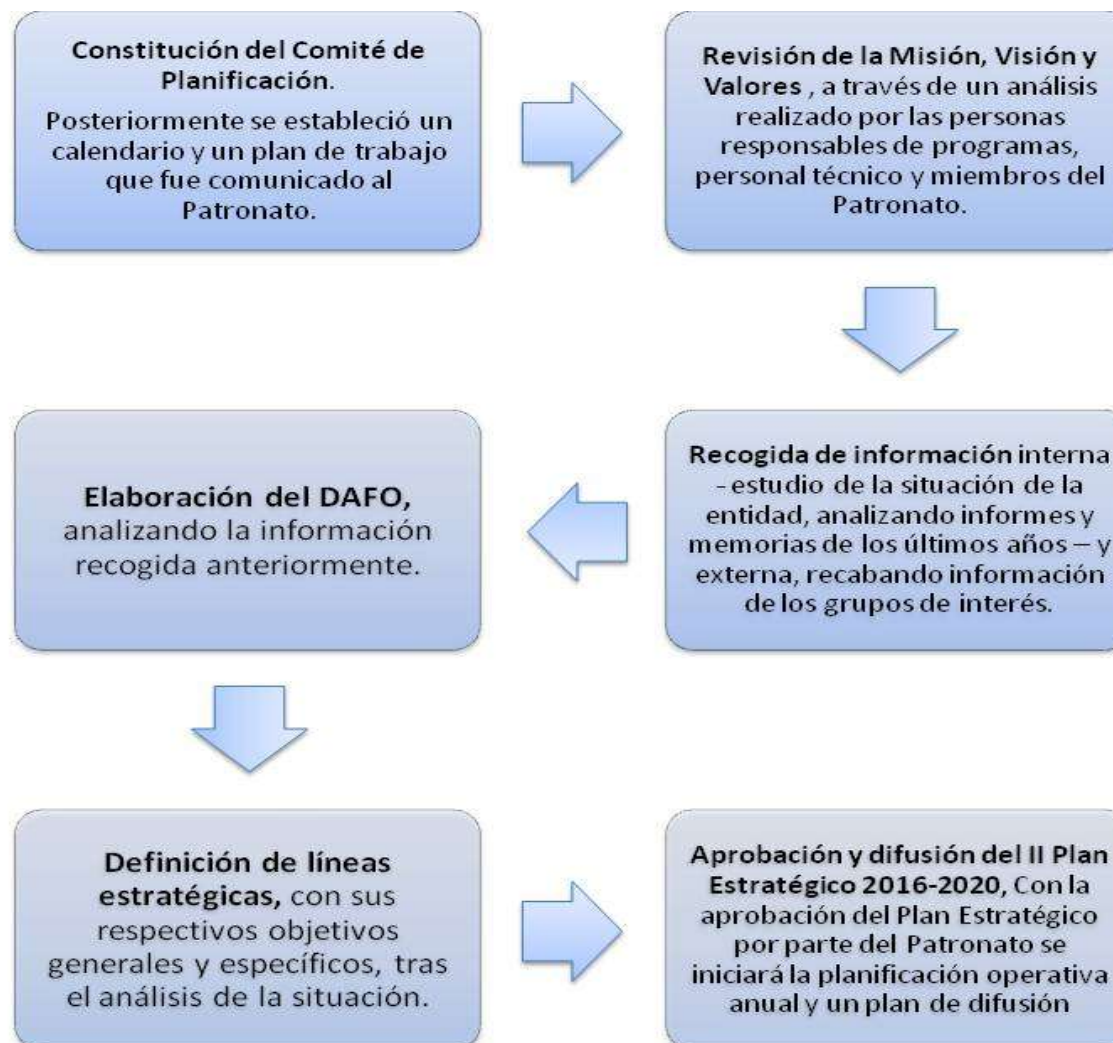 Constitución del Comité de
Planificación.
Posteriormente se estableció un
calendario y un plan de trabajo
que fue comunicado al
Patronato.
Revisión de la Misión, Visión y
Valores , a través de un análisis
realizado por las personas
responsables de programas,
personal técnico y miembros del
Patronato.
Recogida de información interna
- estudio de la situación de la
entidad, analizando informes y
memorias de los últimos años – y
externa, recabando información
de los grupos de interés.
Elaboración del DAFO,
analizando la información
recogida anteriormente.
Definición de líneas
estratégicas, con sus
respectivos objetivos
generales y específicos, tras
el análisis de la situación.
Aprobación y difusión del II Plan
Estratégico 2016-2020, Con la
aprobación del Plan Estratégico
por parte del Patronato se
iniciará la planificación operativa
anual y un plan de difusión